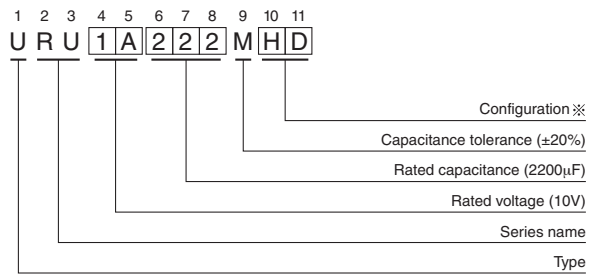 1 2 3 4 5 6 7 8 9 10 11
U R U 1 A 2 2 2 M H D
Configuration※
Capacitance tolerance (±20%)
Rated capacitance (2200μF)
Rated voltage (10V)
Series name
Type